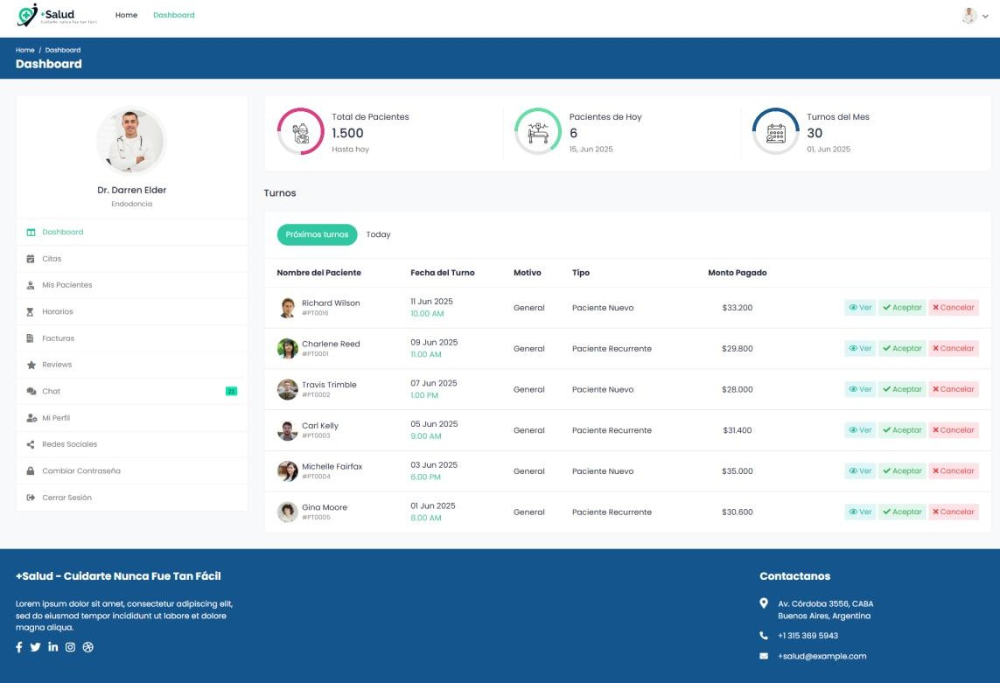 +Salud
Cuidarte nunca fue tan fácil
Home
Dashboard
Home / Dashboard
Dashboard
Dr. Darren Elder
Endodoncia
Dashboard
Citas
Mis Pacientes
Horarios
Facturas
Reviews
Chat
Mi Perfil
Redes Sociales
Cambiar Contraseña
Cerrar Sesión
Total de Pacientes
1.500
Hasta hoy
Pacientes de Hoy
6
15, Jun 2025
Turnos del Mes
30
01, Jun 2025
Turnos
Próximos turnos Today
Nombre del Paciente Fecha del Turno Motivo Tipo Monto Pagado
Richard Wilson
#PT0016
11 Jun 2025
10.00 AM
General Paciente Nuevo $33.200 Ver Aceptar Cancelar
Charlene Reed
#PT0001
09 Jun 2025
11.00 AM
General Paciente Recurrente $29.800 Ver Aceptar Cancelar
Travis Trimble
#PT0002
07 Jun 2025
1.00 PM
General Paciente Nuevo $28.000 Ver Aceptar Cancelar
Carl Kelly
#PT0003
05 Jun 2025
9.00 AM
General Paciente Recurrente $31.400 Ver Aceptar Cancelar
Michelle Fairfax
#PT0004
03 Jun 2025
6.00 PM
General Paciente Nuevo $35.000 Ver Aceptar Cancelar
Gina Moore
#PT0005
01 Jun 2025
8.00 AM
General Paciente Recurrente $30.600 Ver Aceptar Cancelar
+Salud - Cuidarte Nunca Fue Tan Fácil
Lorem ipsum dolor sit amet, consectetur adipiscing elit,
sed do eiusmod tempor incididunt ut labore et dolore
magna aliqua.
Contactanos
Av. Córdoba 3556, CABA
Buenos Aires, Argentina
+1 315 369 5943
+salud@example.com